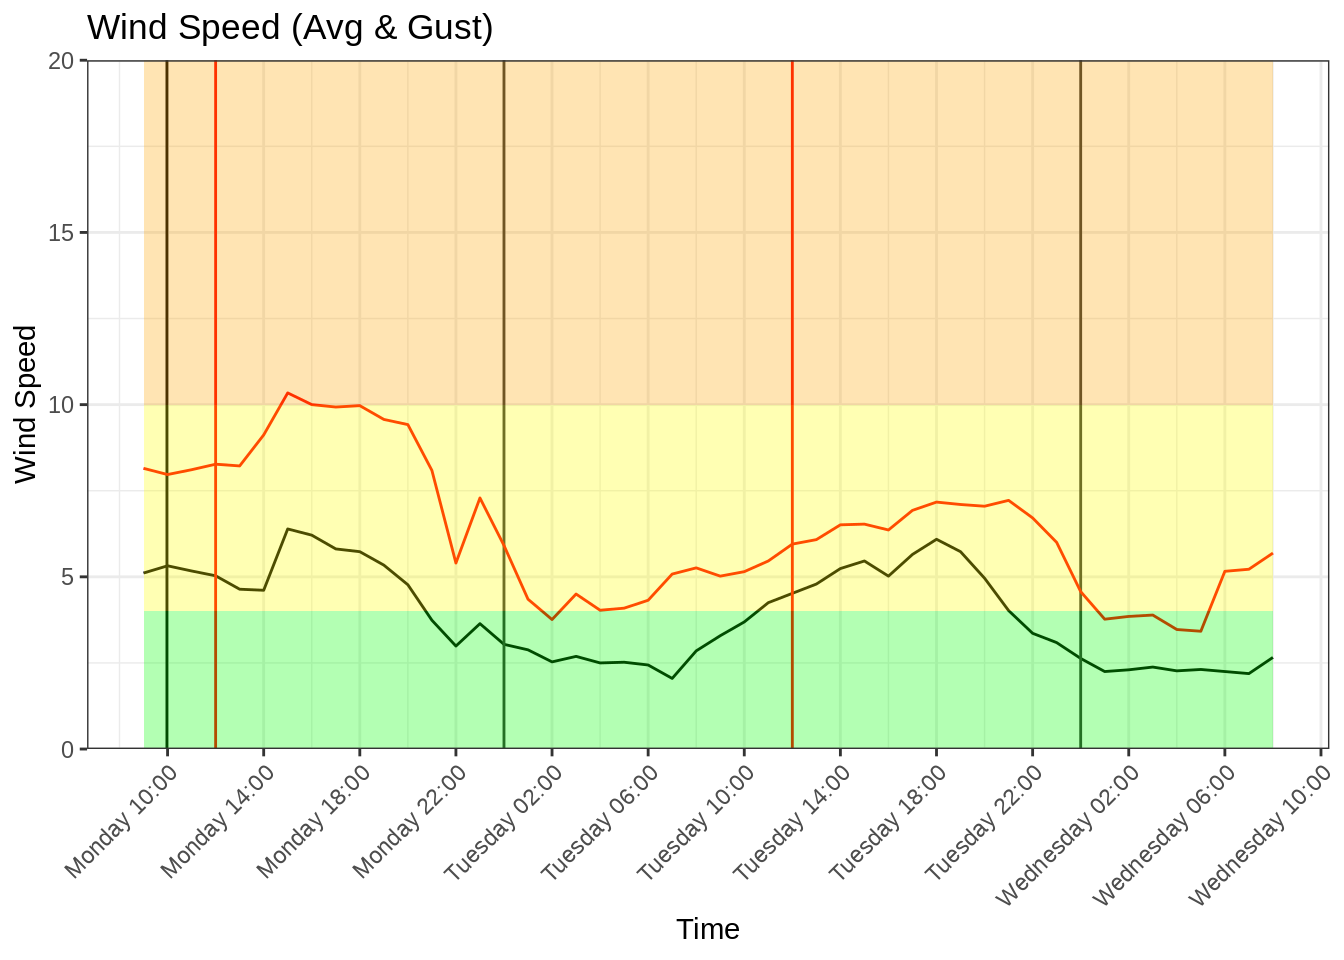 Wind Speed (Avg & Gust)
20
15
10
5
0
Wind Speed
Monday 10:00
Monday 14:00
Monday 18:00
Monday 22:00
Tuesday 02:00
Tuesday 06:00
Tuesday 10:00
Tuesday 14:00
Tuesday 18:00
Tuesday 22:00
Wednesday 02:00
Wednesday 06:00
Wednesday 10:00
Time